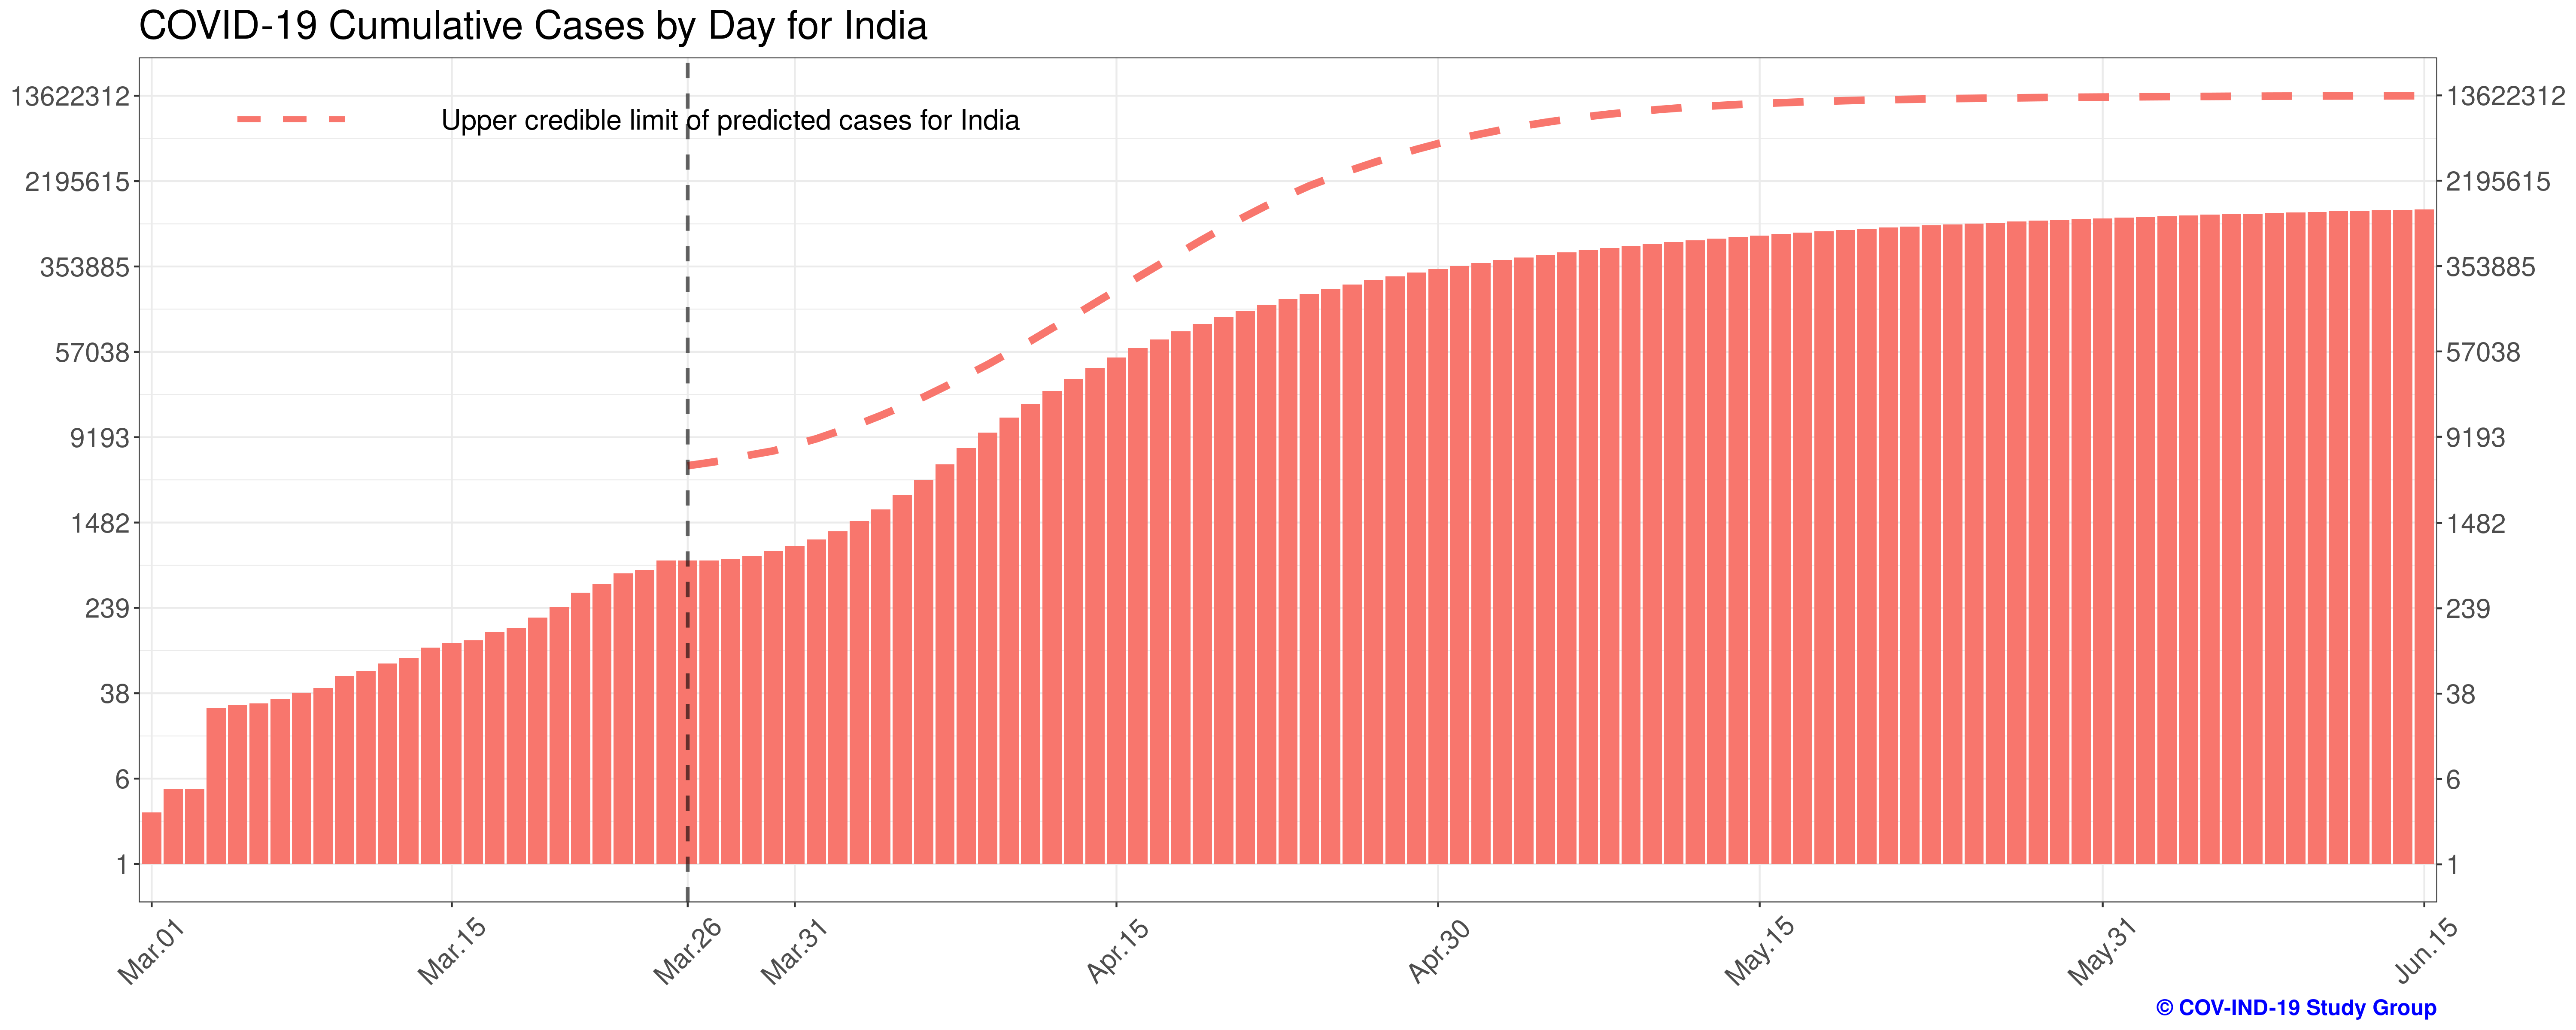 COVID-19 Cumulative Cases by Day for India
Upper credible limit of predicted cases for India
13622312
2195615
353885
57038
9193
1482
239
38
6
1
13622312
2195615
353885
57038
9193
1482
239
38
6
1
Mar.01
Mar.15
Mar.26
Mar.31
Apr.15
Apr.30
May.15
May.31
Jun.15
© COV-IND-19 Study Group